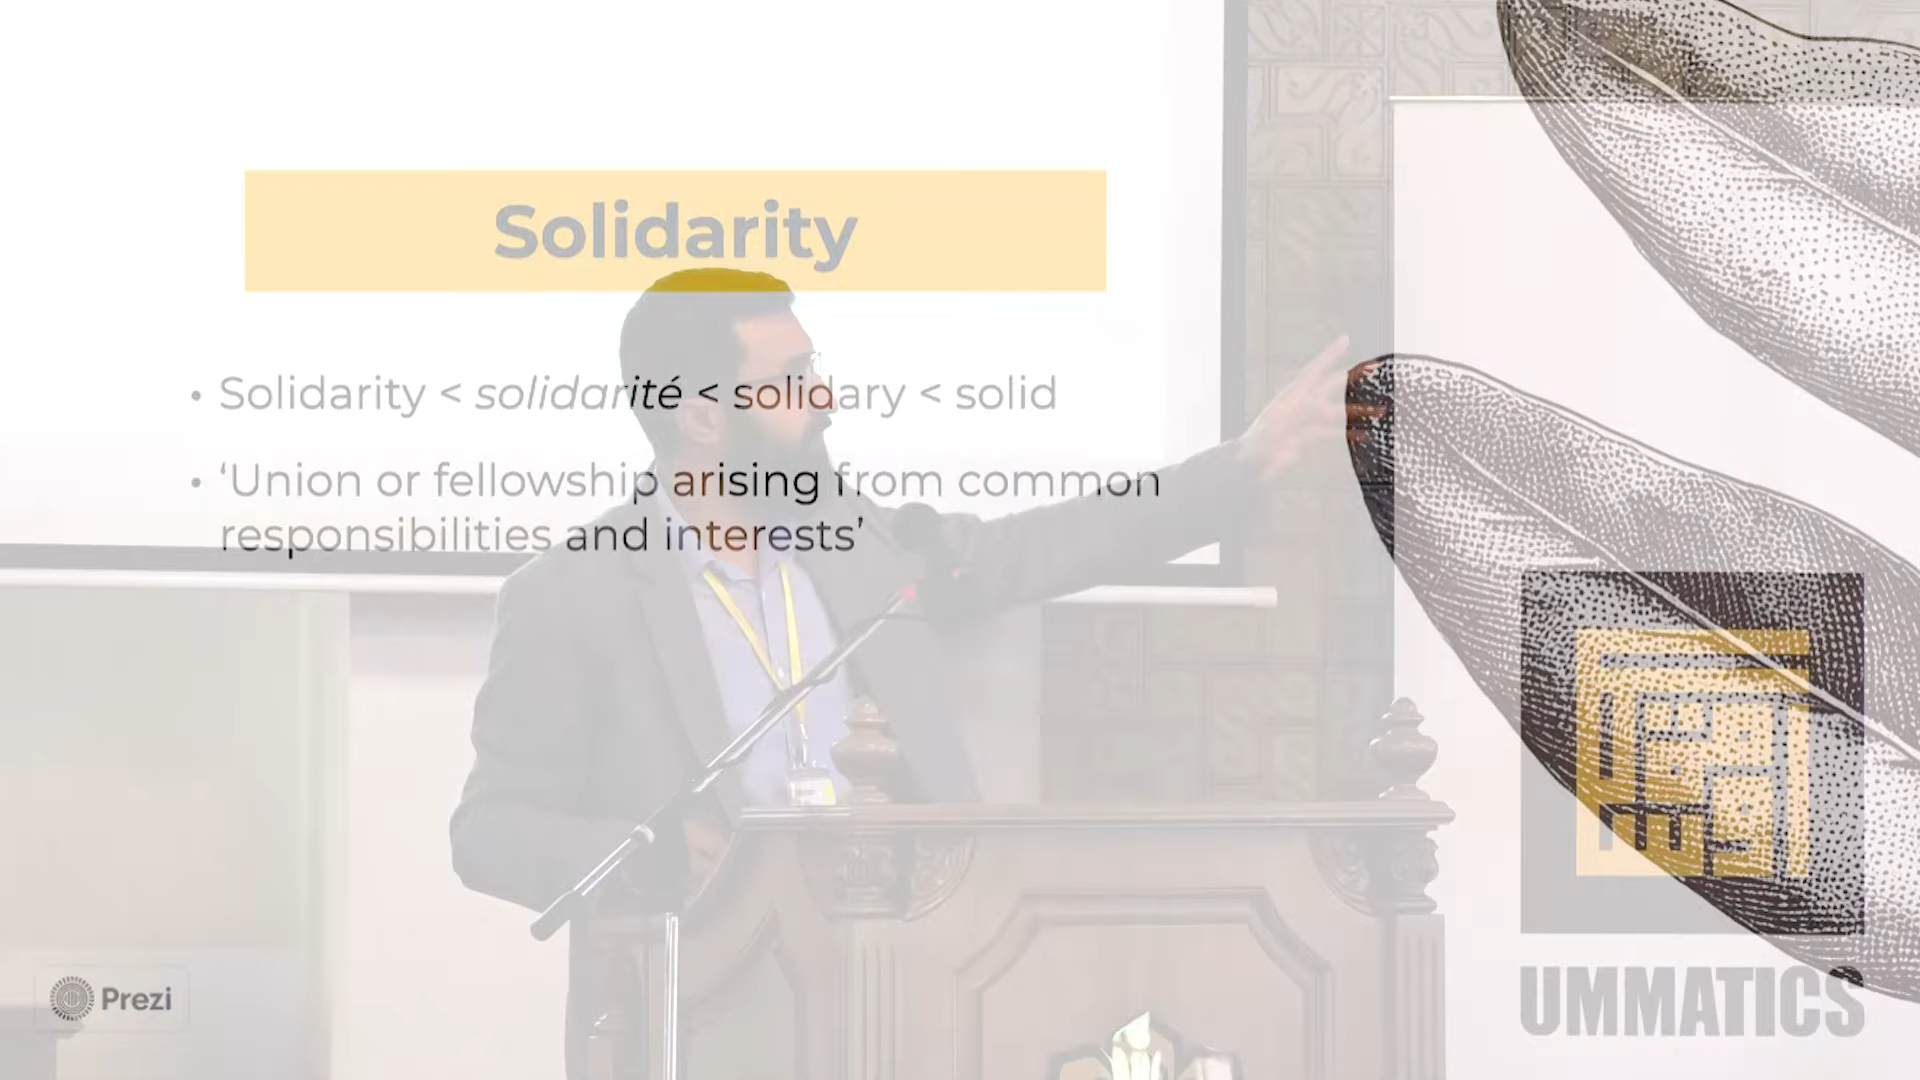 Solidarity
• Solidarity < solidarité < solidary < solid
• ‘Union or fellowship arising from common
responsibilities and interests’
Prezi
UMMATICS